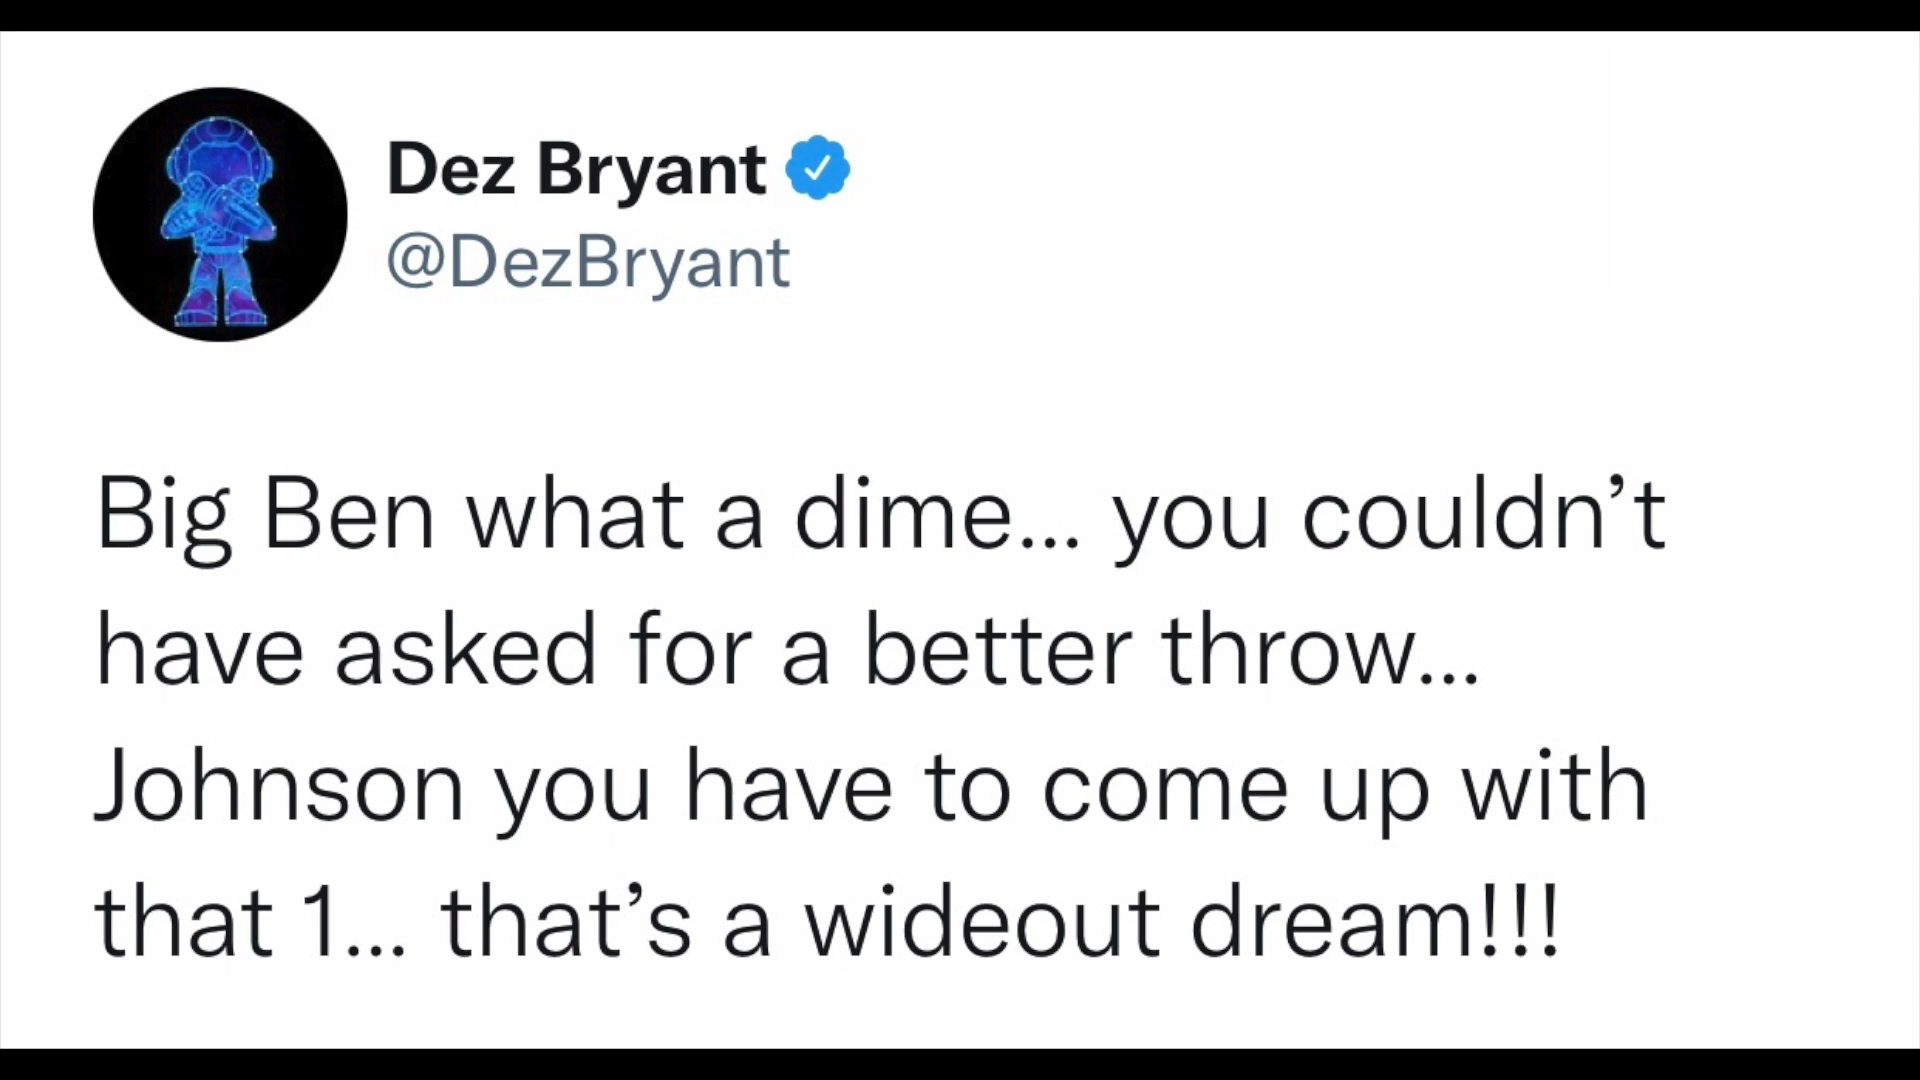 Dez Bryant
@DezBryant
Big Ben what a dime... you couldn’t
have asked for a better throw...
Johnson you have to come up with
that 1... that’s a wideout dream!!!